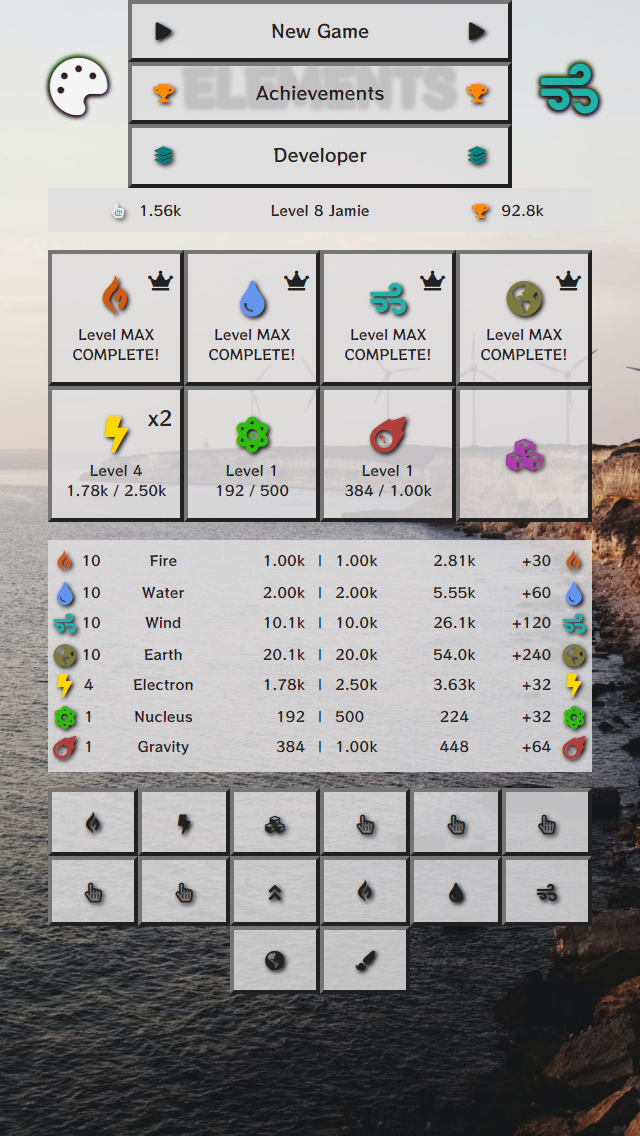 New Game
ELEMENTS
Achievements
Developer
1.56k Level 8 Jamie 92.8k
Level MAX Level MAX Level MAX Level MAX
COMPLETE! COMPLETE! COMPLETE! COMPLETE!
x2
Level 4 Level 1 Level 1
1.78k / 2.50k 192 / 500 384 / 1.00k
10 Fire 1.00k | 1.00k 2.81k +30
10 Water 2.00k | 2.00k 5.55k +60
10 Wind 10.1k | 10.0k 26.1k +120
10 Earth 20.1k | 20.0k 54.0k +240
4 Electron 1.78k | 2.50k 3.63k +32
1 Nucleus 192 | 500 224 +32
1 Gravity 384 | 1.00k 448 +64